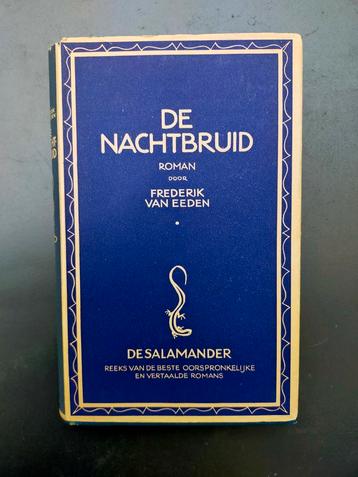 DE
NACHTBRUID
ROMAN
DOOR
FREDERIK
VAN EEDEN
DE SALAMANDER
REEKS VAN DE BESTE OORSPRONKELIJKE
EN VERTAALDE ROMANS